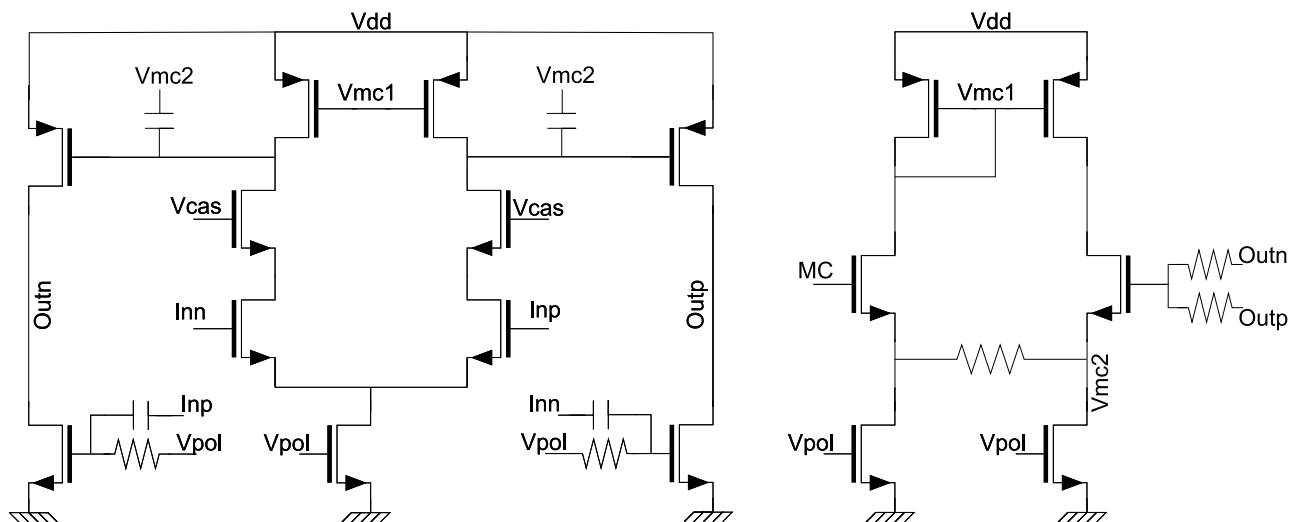 Vdd
Vdd
Vmc2
Vmc1
Vmc2
Vmc1
Vcas
Vcas
MC
Outn
Outp
Outn
Inn
Inp
Outp
Vmc2
Inp
Vpol
Vpol
Inn
Vpol
Vpol
Vpol